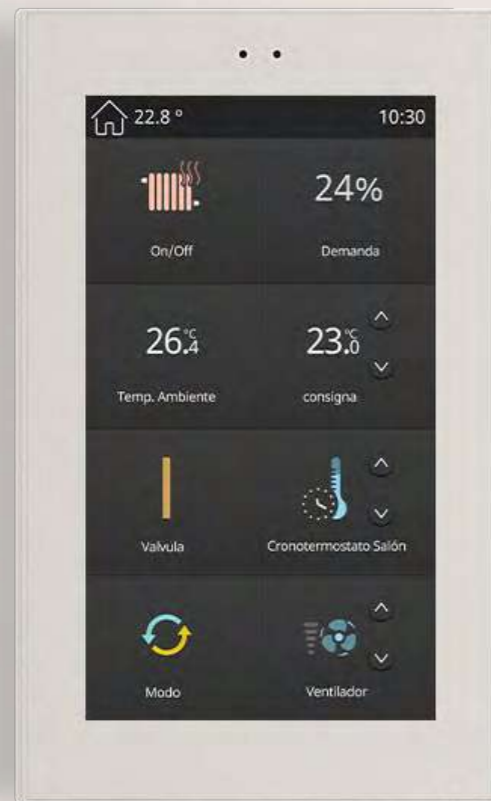 22.8 °
10:30
24%
On/Off
Demanda
26.4 °C
23.0 °C
Temp. Ambiente
consigna
Valvula
Cronotermostato Salón
Modo
Ventilador